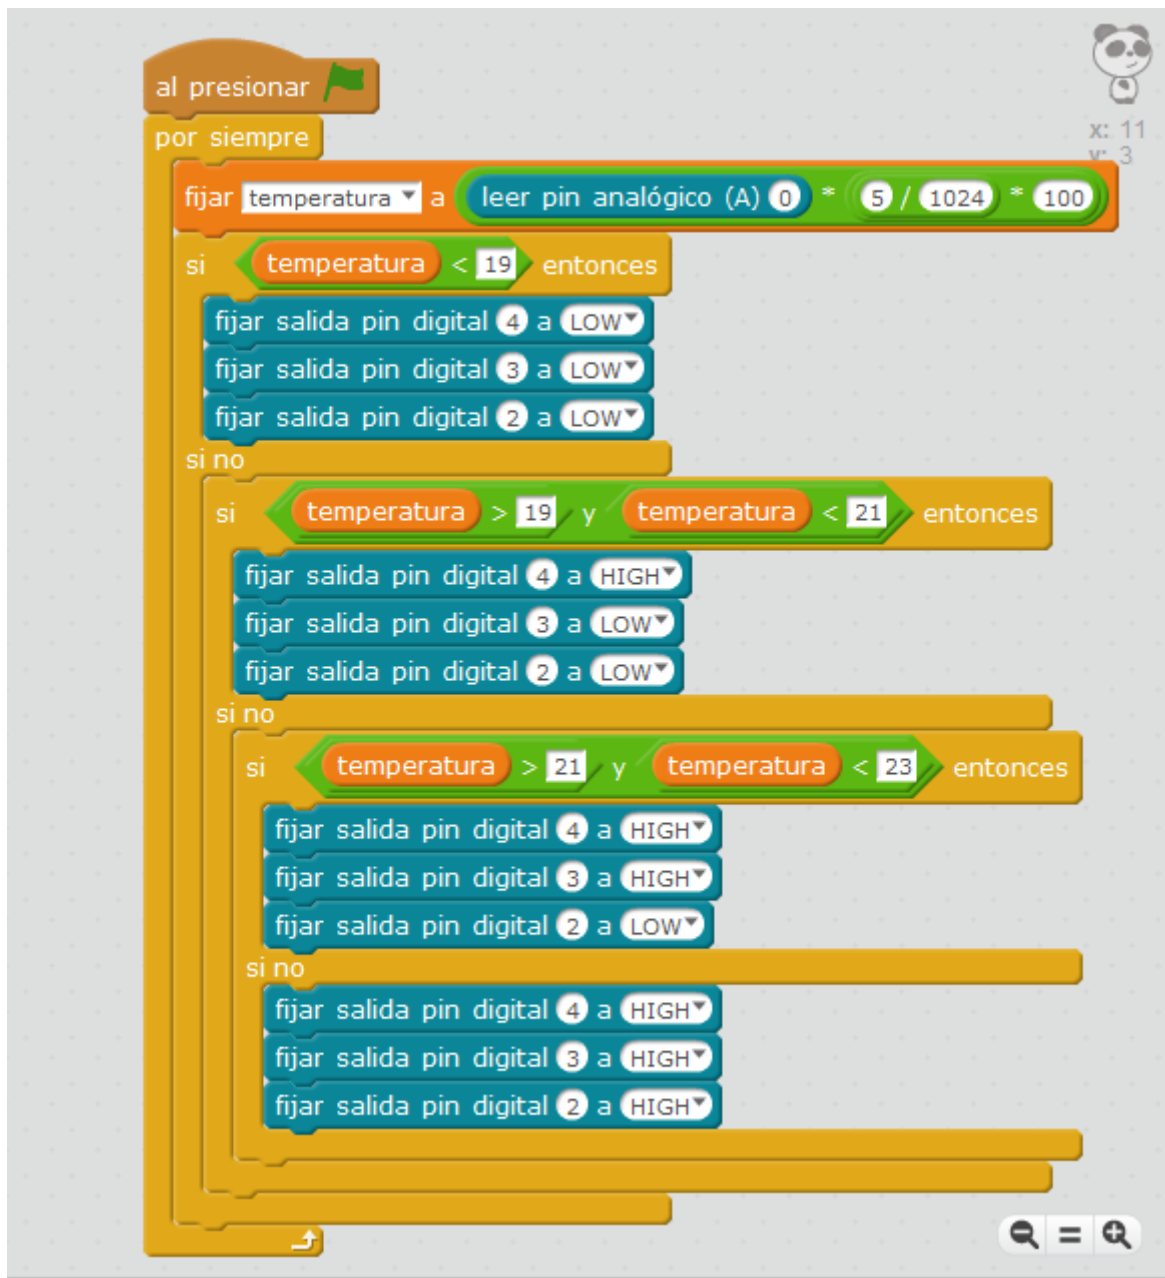 al presionar
x: 11
por siempre
y: 3
fijar temperatura a leer pin analógico (A) 0 * 5 / 1024 * 100
si temperatura < 19 entonces
fijar salida pin digital 4 a LOW
fijar salida pin digital 3 a LOW
fijar salida pin digital 2 a LOW
si no
si temperatura > 19 y temperatura < 21 entonces
fijar salida pin digital 4 a HIGH
fijar salida pin digital 3 a LOW
fijar salida pin digital 2 a LOW
si no
si temperatura > 21 y temperatura < 23 entonces
fijar salida pin digital 4 a HIGH
fijar salida pin digital 3 a HIGH
fijar salida pin digital 2 a LOW
si no
fijar salida pin digital 4 a HIGH
fijar salida pin digital 3 a HIGH
fijar salida pin digital 2 a HIGH